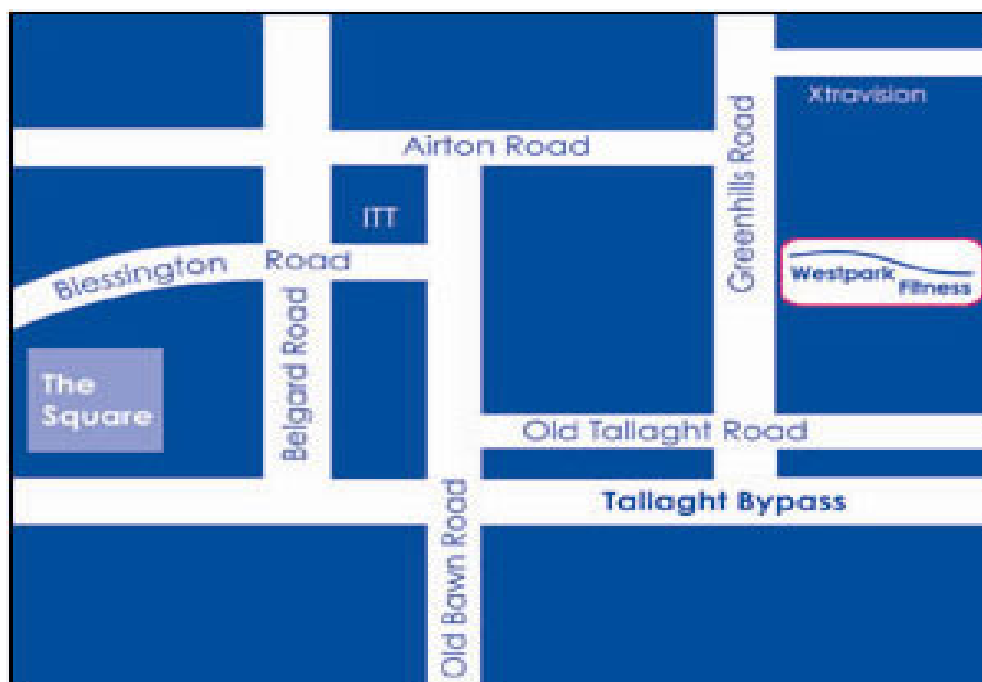 Xtravision
Airton Road
Greenhills Road
ITT
Blessington Road
Westpark
Fitness
Belgard Road
The
Square
Old Tallaght Road
Tallaght Bypass
Old Bawn Road